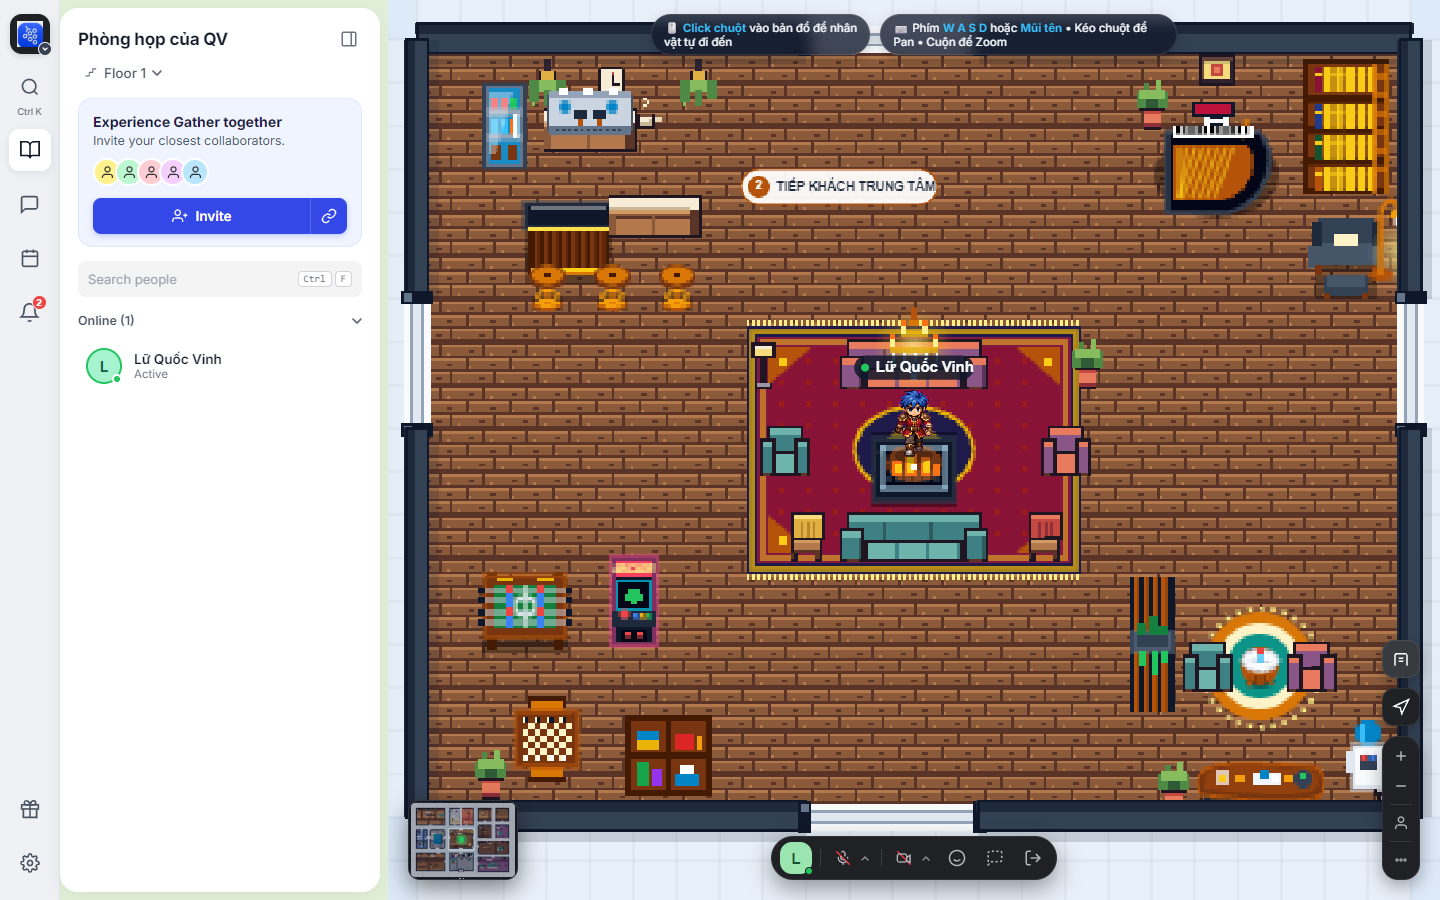 Phòng họp của QV
Floor 1
Ctrl K
Experience Gather together
Invite your closest collaborators.
Invite
Search people
Ctrl F
2
Online (1)
L
Lữ Quốc Vinh
Active
Click chuột vào bản đồ để nhân
vật tự đi đến
Phím W A S D hoặc Mũi tên • Kéo chuột để
Pan • Cuộn để Zoom
2 TIẾP KHÁCH TRUNG TÂM
Lữ Quốc Vinh
L